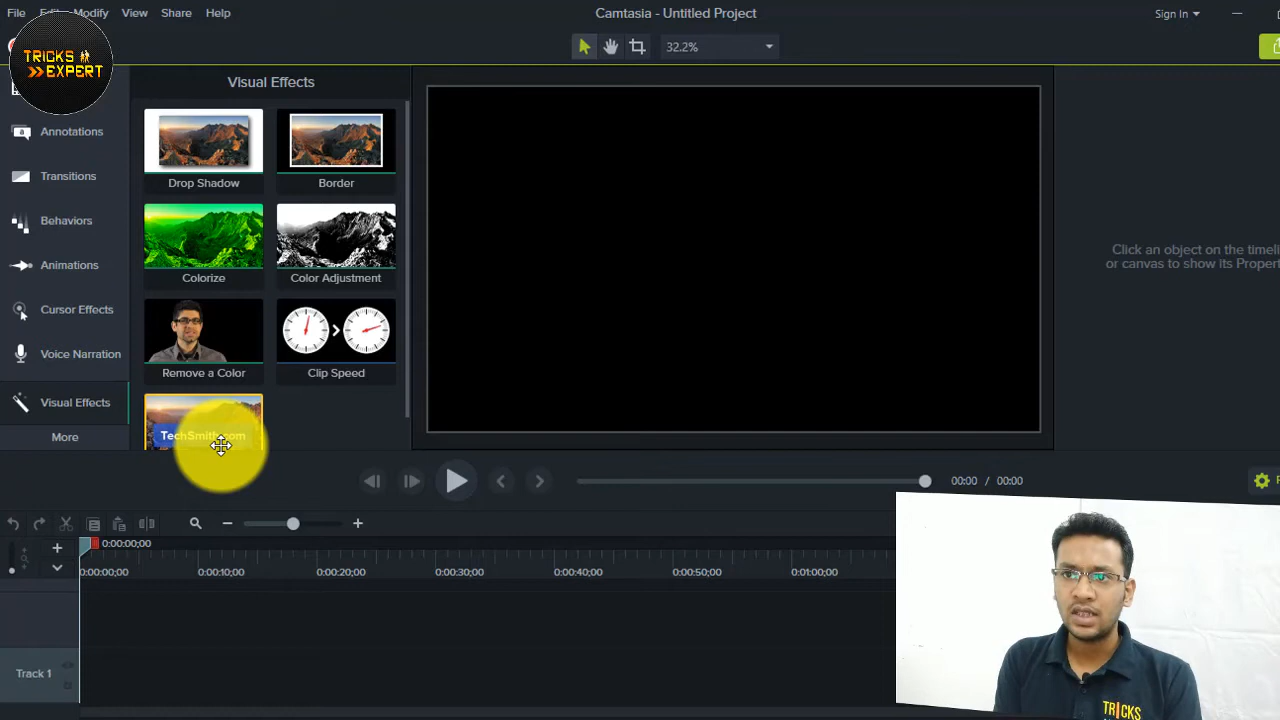 File Edit Modify View Share Help
Camtasia - Untitled Project
Sign In
TRICKS
>> EXPERT
32.2%
Visual Effects
Annotations
Transitions
Behaviors
Animations
Cursor Effects
Voice Narration
Visual Effects
More
Drop Shadow
Border
Colorize
Color Adjustment
Remove a Color
Clip Speed
TechSmith.com
Click an object on the timeli
or canvas to show its Proper
00:00 / 00:00
0:00:00;00
0:00:00;00 0:00:10;00 0:00:20;00 0:00:30;00 0:00:40;00 0:00:50;00 0:01:00;00
Track 1
TRICKS